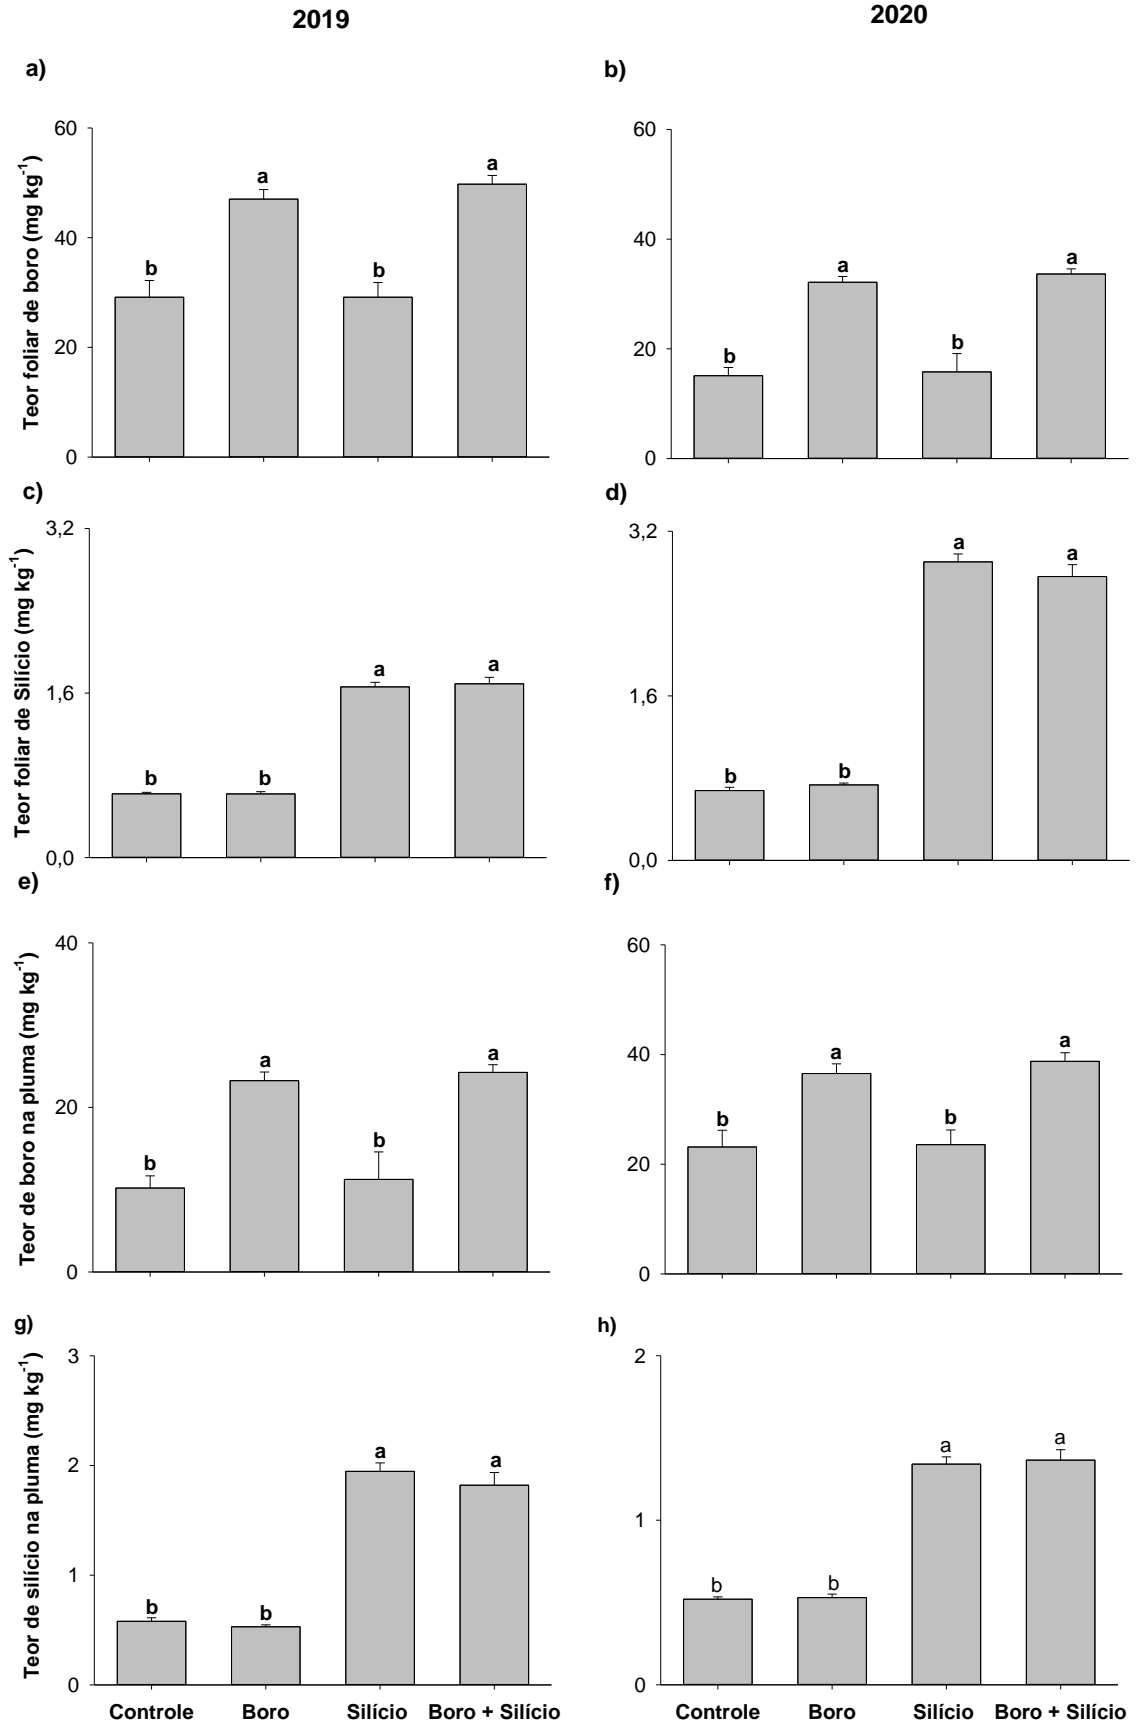 2019
2020
a)
b)
Teor foliar de boro (mg kg-1)
60
40
20
0
b
a
b
a
60
40
20
0
b
a
b
a
c)
d)
Teor foliar de Silício (mg kg-1)
3,2
1,6
0,0
b
b
a
a
3,2
1,6
0,0
b
b
a
a
e)
f)
Teor de boro na pluma (mg kg-1)
40
20
0
b
a
b
a
60
40
20
0
b
a
b
a
g)
h)
Teor de silício na pluma (mg kg-1)
3
2
1
0
b
b
a
a
2
1
0
b
b
a
a
Controle Boro Silício Boro + Silício
Controle Boro Silício Boro + Silício